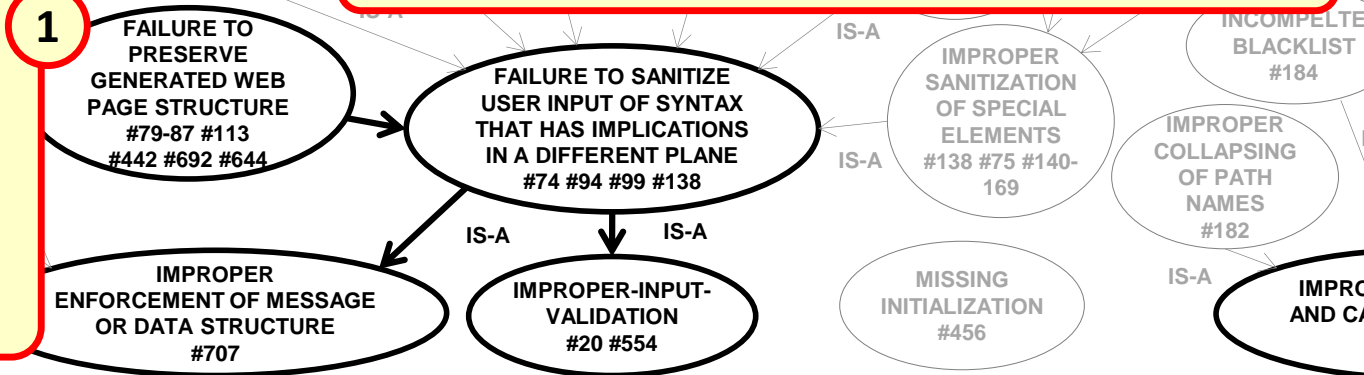 1
IS-A
FAILURE TO
PRESERVE
GENERATED WEB
PAGE STRUCTURE
#79-87 #113
#442 #692 #644
FAILURE TO SANITIZE
USER INPUT OF SYNTAX
THAT HAS IMPLICATIONS
IN A DIFFERENT PLANE
#74 #94 #99 #138
IS-A
IS-A
IMPROPER
SANITIZATION
OF SPECIAL
ELEMENTS
#138 #75 #140-
169
INCOMPELTE
BLACKLIST
#184
IMPROPER
COLLAPSING
OF PATH
NAMES
#182
IS-A
IS-A
IMPROPER
ENFORCEMENT OF MESSAGE
OR DATA STRUCTURE
#707
IMPROPER-INPUT-
VALIDATION
#20 #554
MISSING
INITIALIZATION
#456
IS-A
IMPRO
AND CA